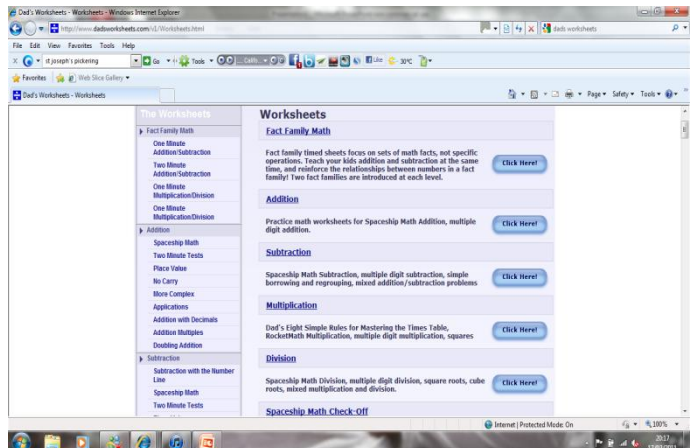 Dad's Worksheets - Worksheets - Windows Internet Explorer
http://www.dadsworksheets.com/v1/Worksheets.html
dads worksheets
File Edit View Favorites Tools Help
st joseph's pickering
Go
Tools
Like
30°C
Favorites
Web Slice Gallery
Dad's Worksheets - Worksheets
Page Safety Tools
The Worksheets
Fact Family Math
One Minute
Addition/Subtraction
Two Minute
Addition/Subtraction
One Minute
Multiplication/Division
One Minute
Multiplication/Division
Addition
Spaceship Math
Two Minute Tests
Place Value
No Carry
More Complex
Applications
Addition with Decimals
Addition Multiples
Doubling Addition
Subtraction
Subtraction with the Number
Line
Spaceship Math
Two Minute Tests
Worksheets
Fact Family Math
Fact family timed sheets focus on sets of math facts, not specific
operations. Teach your kids addition and subtraction at the same
time, and reinforce the relationships between numbers in a fact
family! Two fact families are introduced at each level.
Click Here!
Addition
Practice math worksheets for Spaceship Math Addition, multiple
digit addition.
Click Here!
Subtraction
Spaceship Math Subtraction, multiple digit subtraction, simple
borrowing and regrouping, mixed addition/subtraction problems
Click Here!
Multiplication
Dad's Eight Simple Rules for Mastering the Times Table,
RocketMath Multiplication, multiple digit multiplication, squares
Click Here!
Division
Spaceship Math Division, multiple digit division, square roots, cube
roots, mixed multiplication and division.
Click Here!
Spaceship Math Check-Off
Internet | Protected Mode: On
100%
20:17